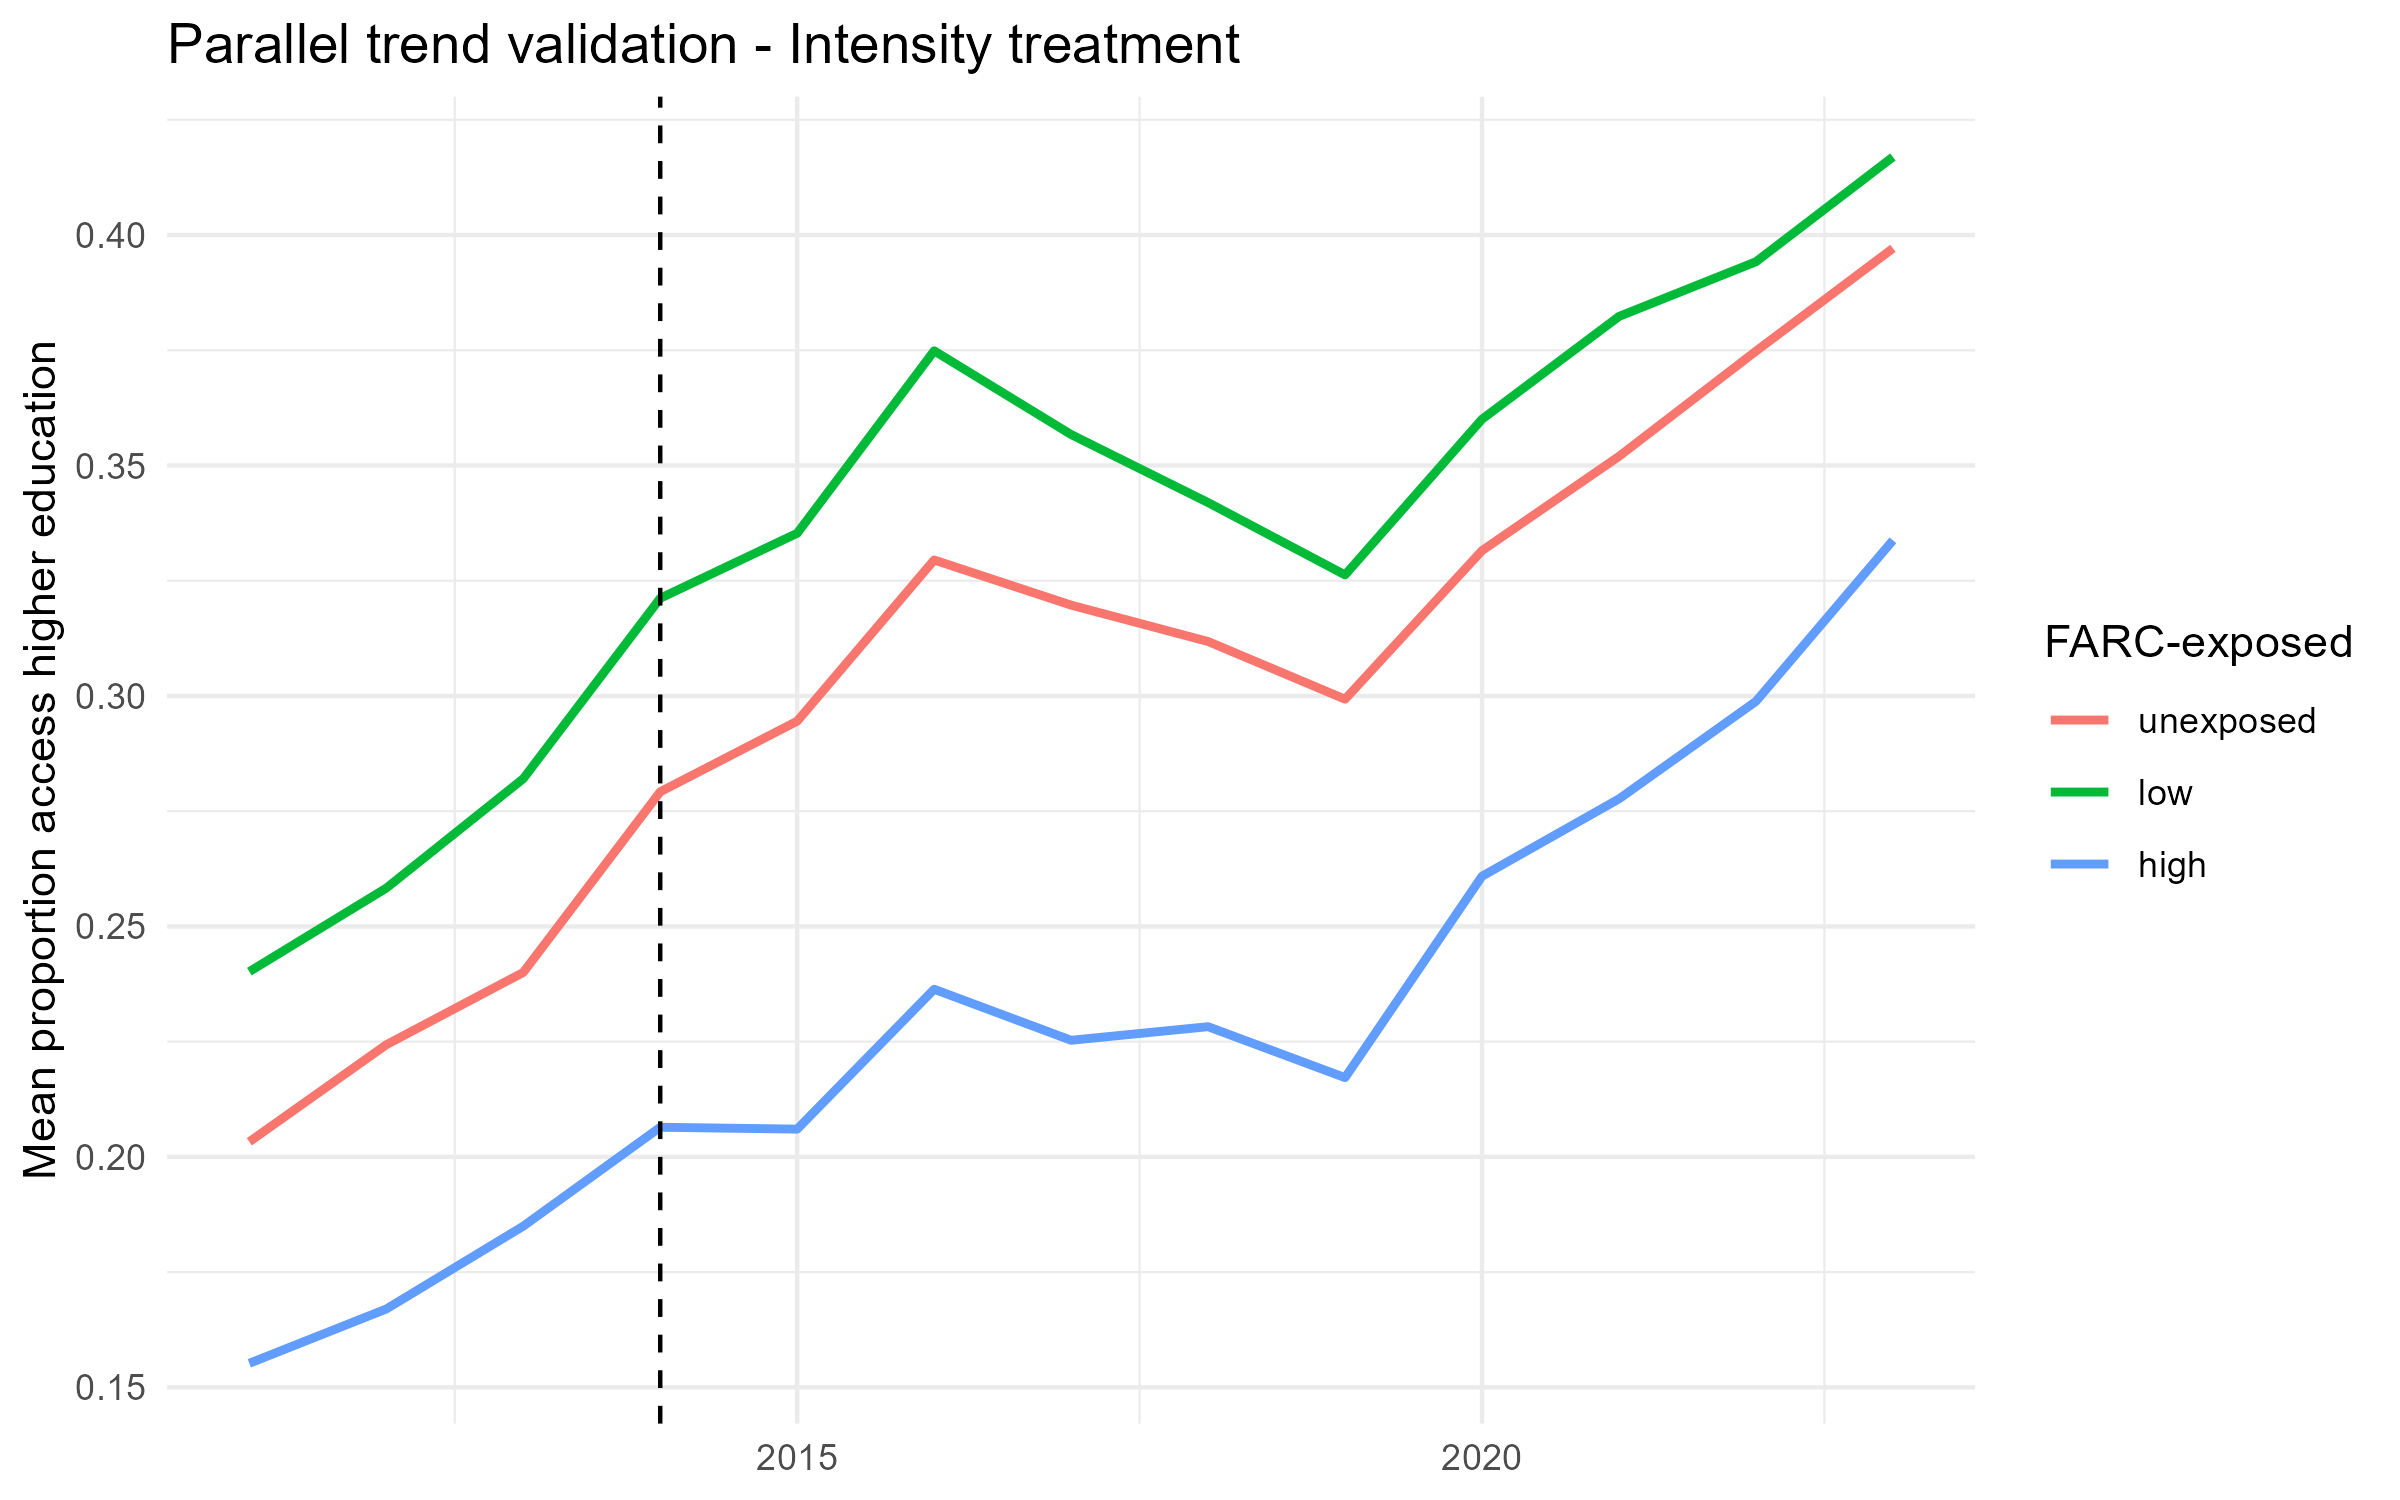 Parallel trend validation - Intensity treatment
Mean proportion access higher education
0.40
0.35
0.30
0.25
0.20
0.15
2015
2020
FARC-exposed
unexposed
low
high